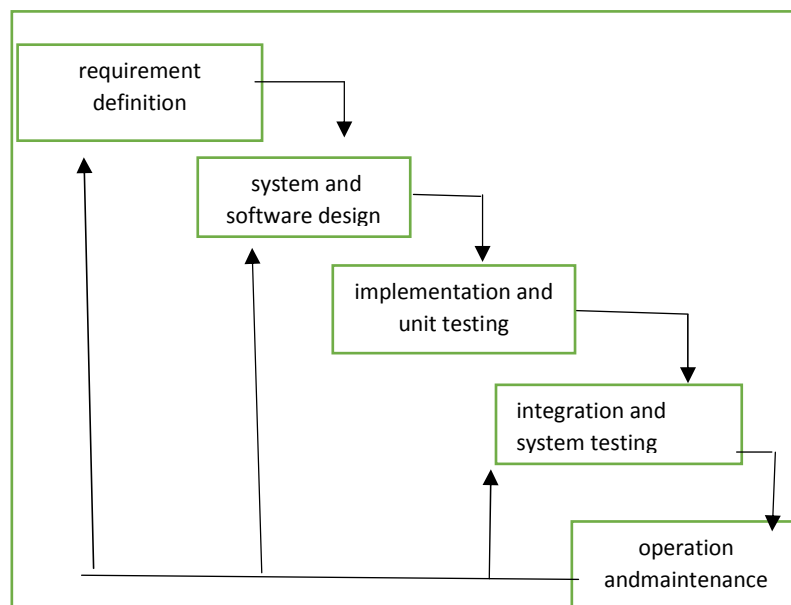 requirement
definition
system and
software design
implementation and
unit testing
integration and
system testing
operation
andmaintenance